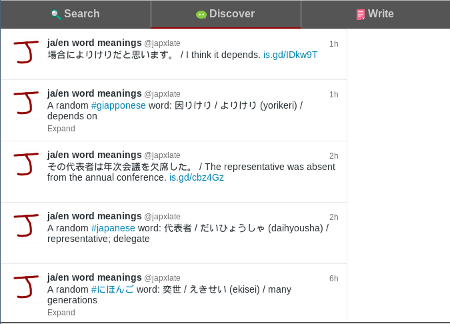 Search
Discover
Write
ja/en word meanings @japxlate 1h
場合によりけりだと思います。 / I think it depends. is.gd/IDkw9T
ja/en word meanings @japxlate 1h
A random #giapponese word: 因りけり / よりけり (yorikeri) /
depends on
Expand
ja/en word meanings @japxlate 2h
その代表者は年次会議を欠席した。 / The representative was absent
from the annual conference. is.gd/cbz4Gz
ja/en word meanings @japxlate 2h
A random #japanese word: 代表者 / だいひょうしゃ (daihyousha) /
representative; delegate
ja/en word meanings @japxlate 6h
A random #にほんご word: 奕世 / えきせい (ekisei) / many
generations
Expand